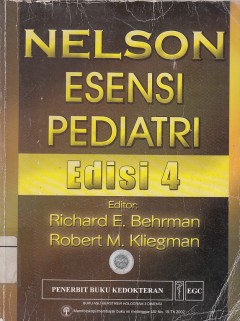 NELSON
ESENSI
PEDIATRI
Edisi 4
Editor:
Richard E. Behrman
Robert M. Kliegman
PENERBIT BUKU KEDOKTERAN
EGC